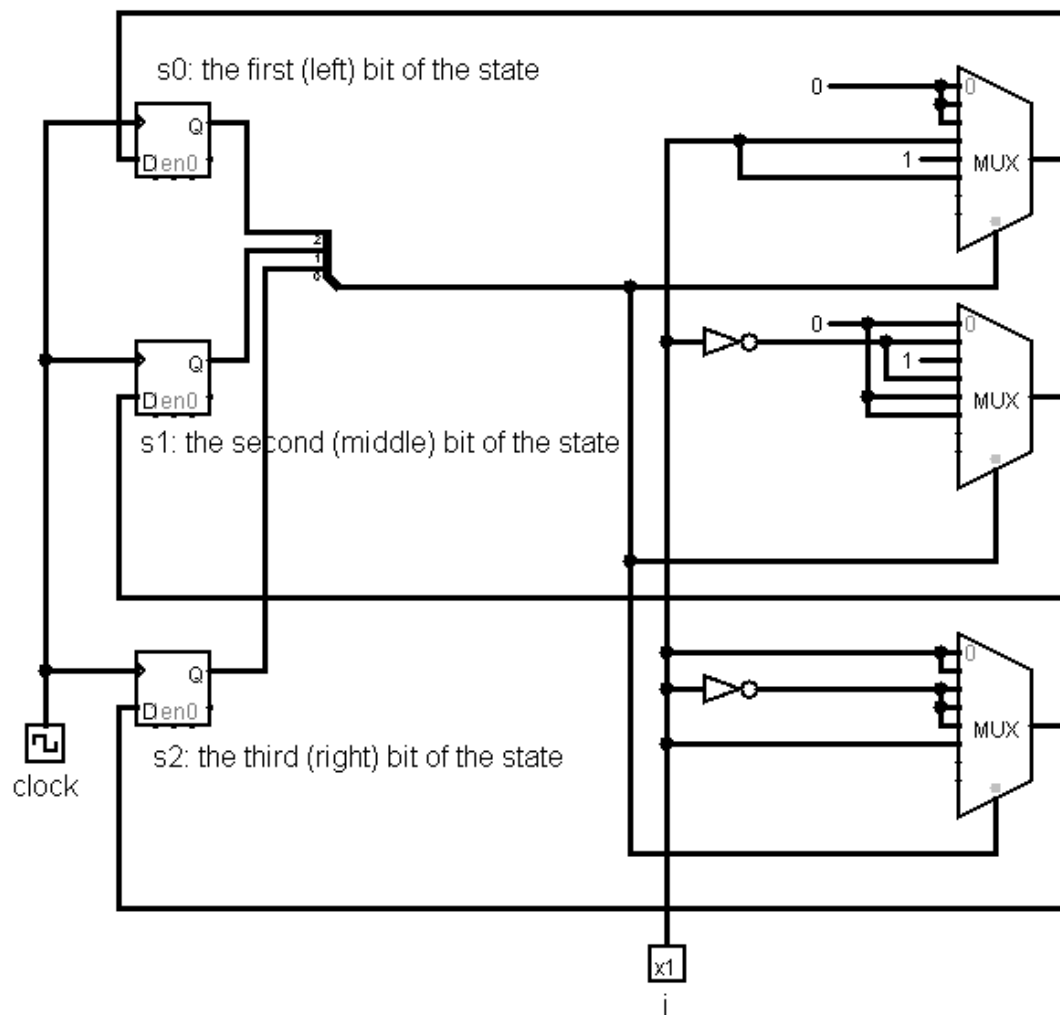 s0: the first (left) bit of the state
0
0
Q
D en0
MUX
1
2
1
0
0
0
Q
1
D en0
MUX
s1: the second (middle) bit of the state
0
Q
D en0
MUX
s2: the third (right) bit of the state
clock
x1
i